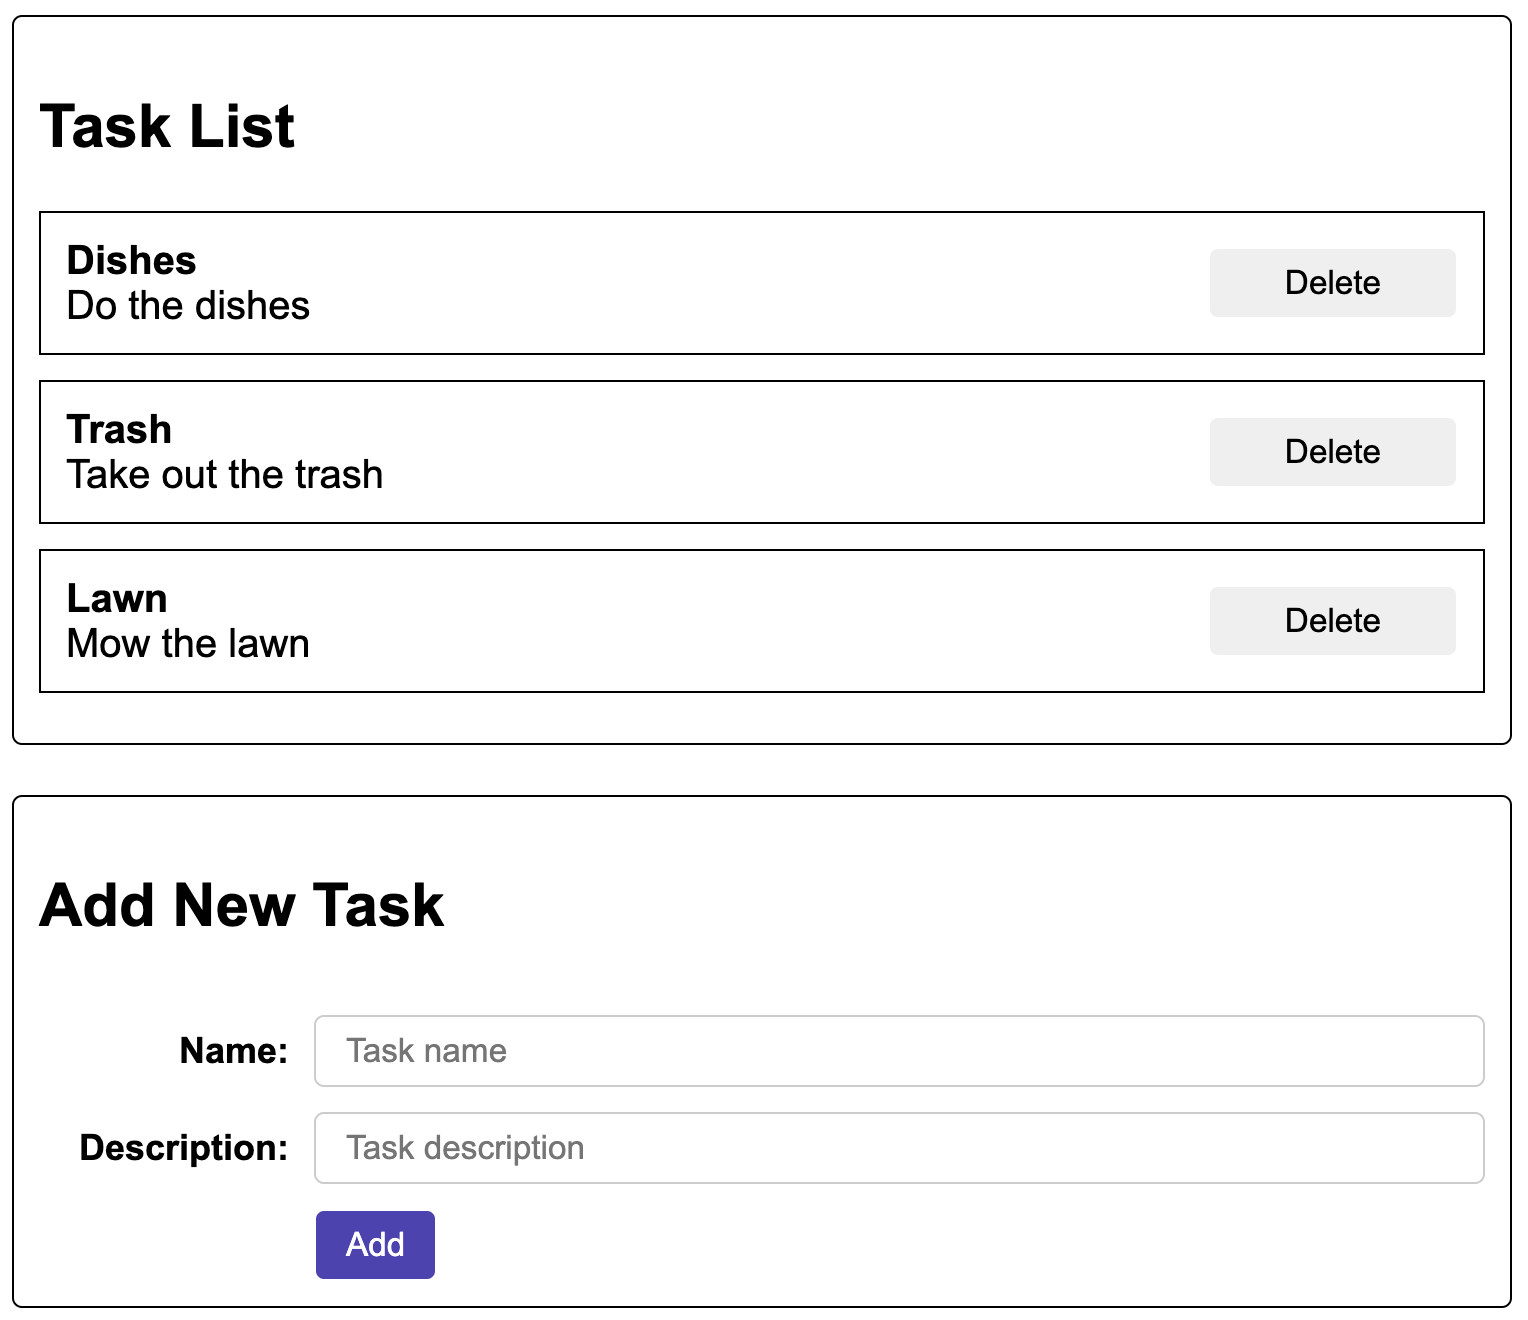 Task List
Dishes
Do the dishes
Delete
Trash
Take out the trash
Delete
Lawn
Mow the lawn
Delete
Add New Task
Name: Task name
Description: Task description
Add